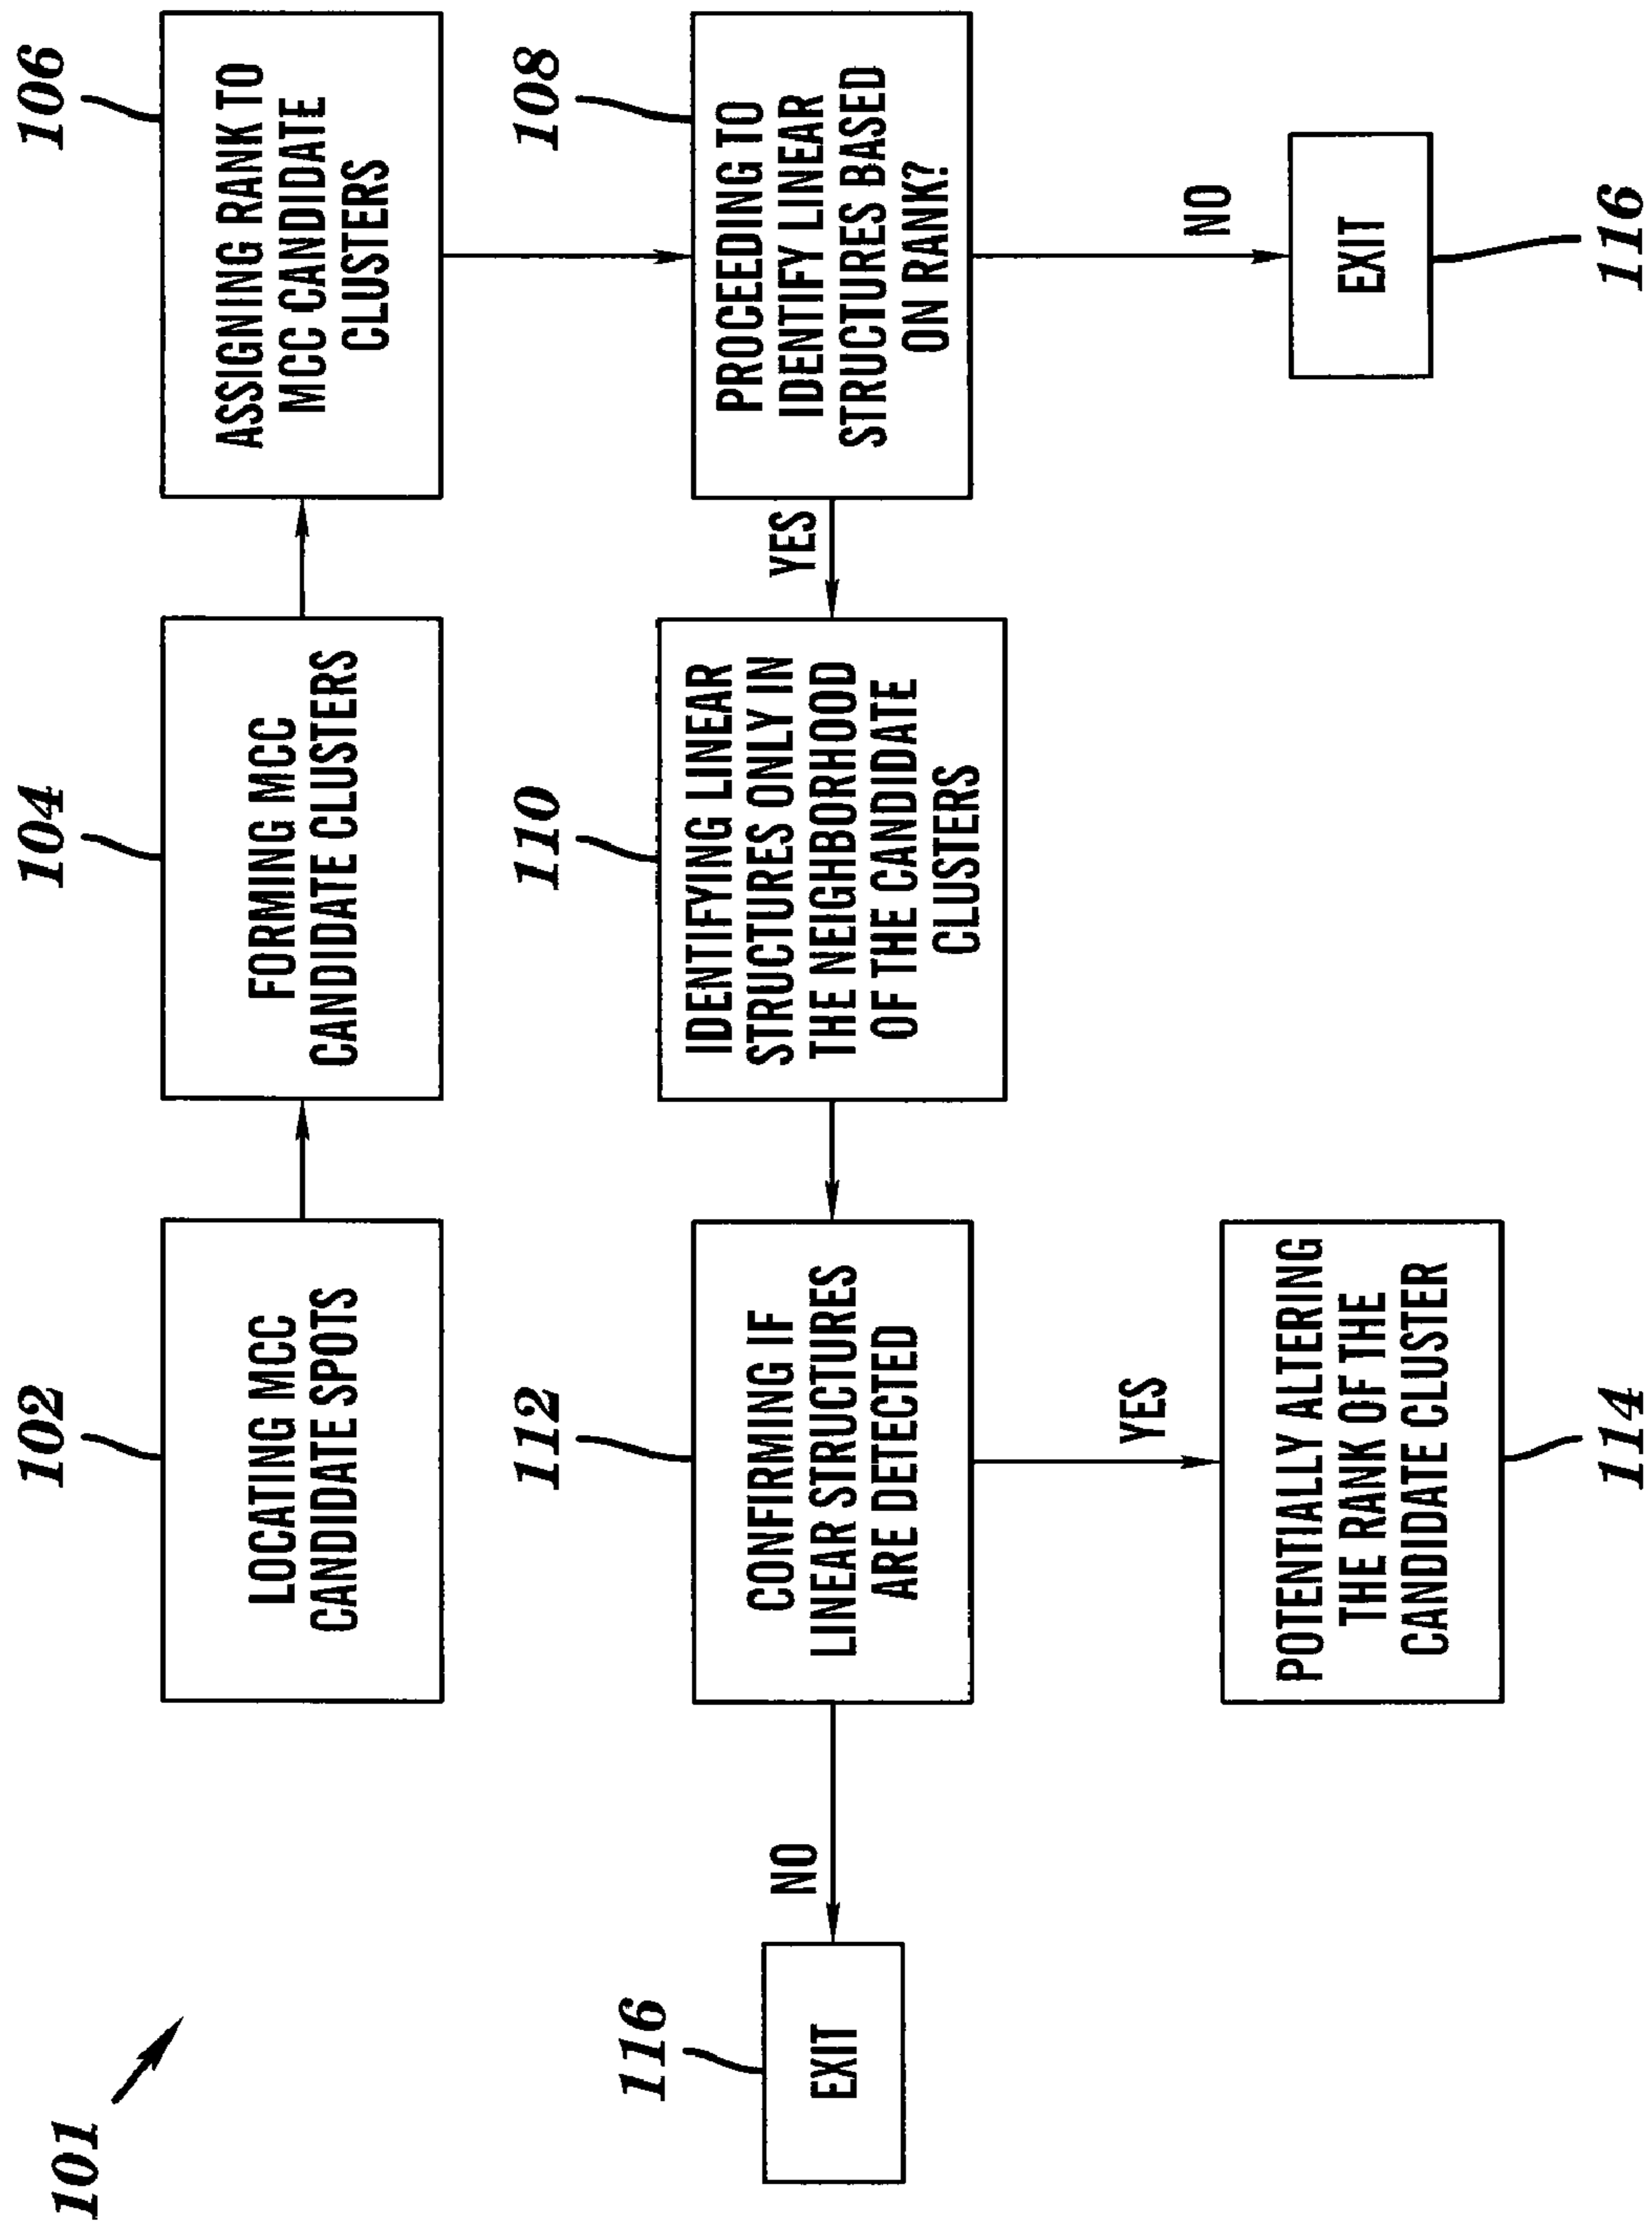 101
102
LOCATING MCC
CANDIDATE SPOTS
104
FORMING MCC
CANDIDATE CLUSTERS
106
ASSIGNING RANK TO
MCC CANDIDATE
CLUSTERS
108
PROCEEDING TO
IDENTIFY LINEAR
STRUCTURES BASED
ON RANK?
YES
NO
EXIT
116
110
IDENTIFYING LINEAR
STRUCTURES ONLY IN
THE NEIGHBORHOOD
OF THE CANDIDATE
CLUSTERS
112
CONFIRMING IF
LINEAR STRUCTURES
ARE DETECTED
NO
116
EXIT
YES
POTENTIALLY ALTERING
THE RANK OF THE
CANDIDATE CLUSTER
114